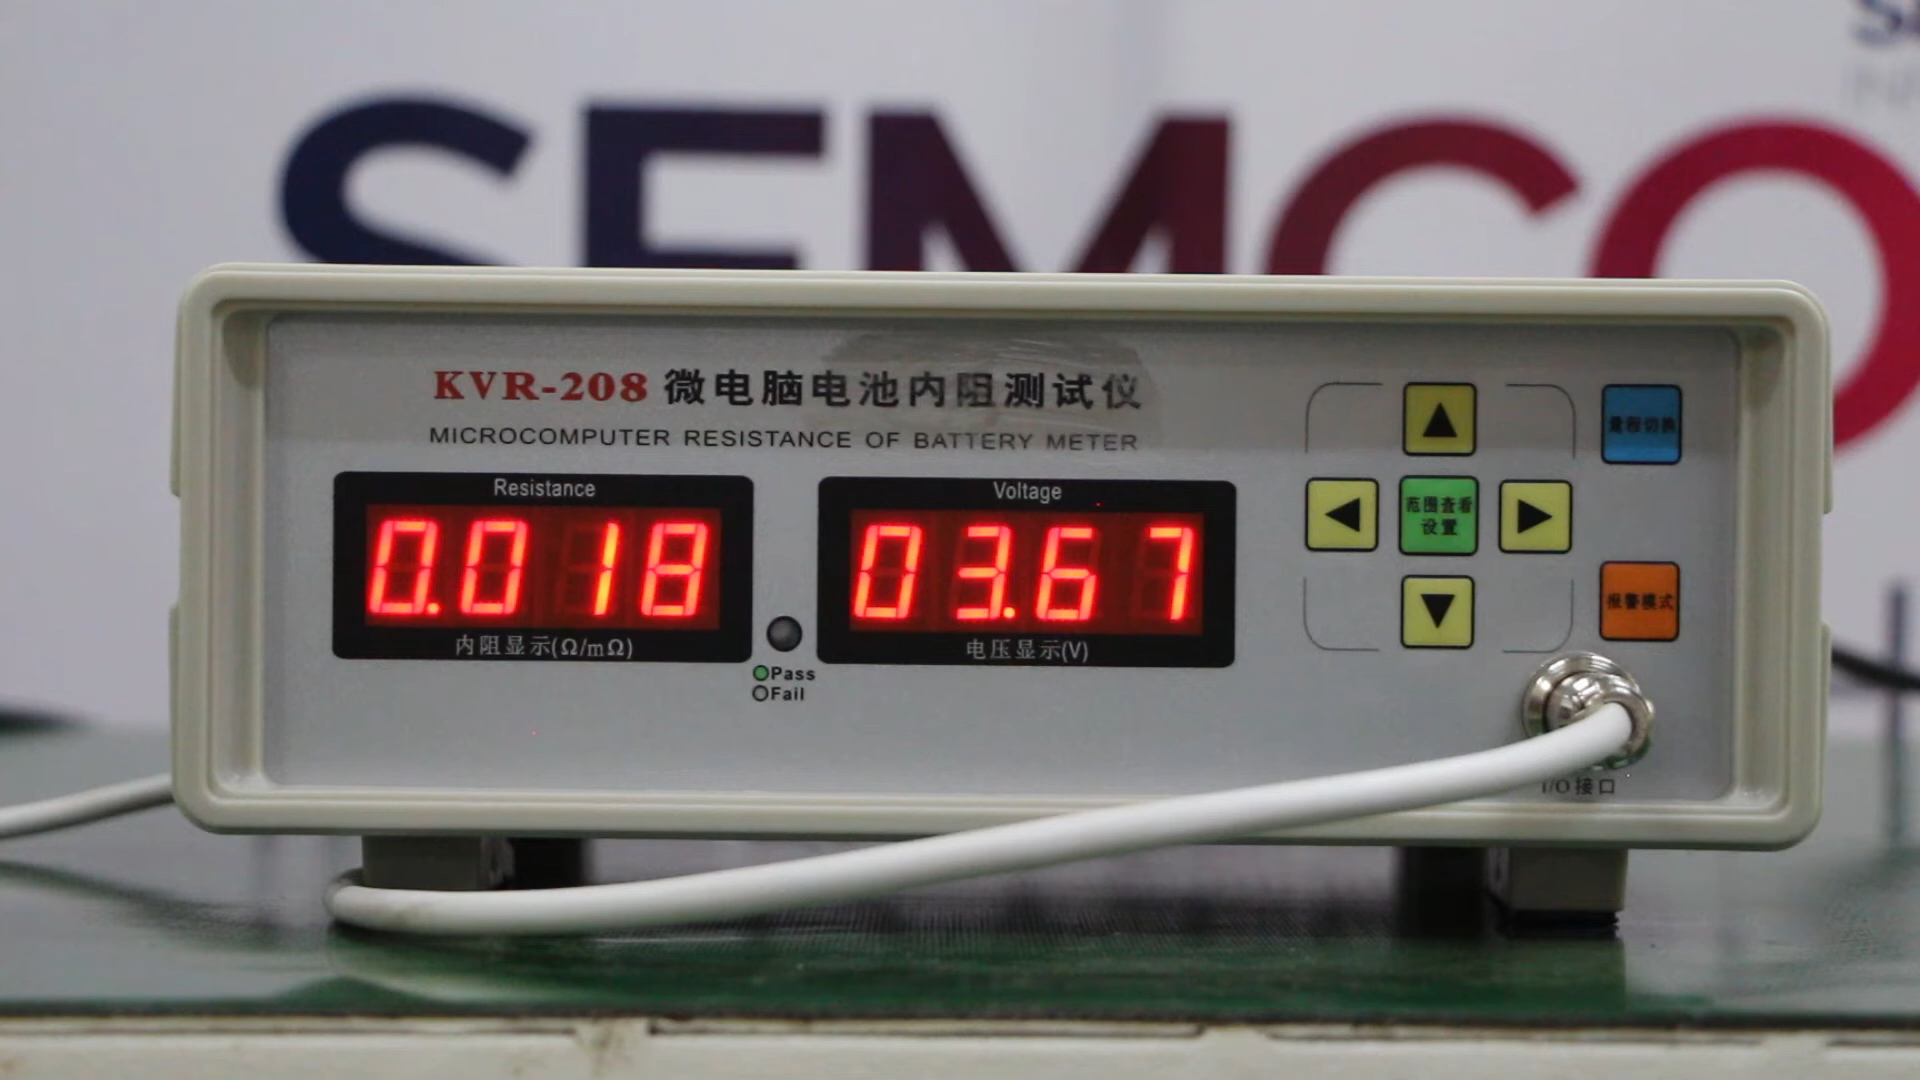 SEMCO
KVR-208 微电脑电池内阻测试仪
MICROCOMPUTER RESISTANCE OF BATTERY METER
Resistance
0.018
内阻显示(Ω/mΩ)
Pass
Fail
Voltage
03.67
电压显示(V)
量程切换
范围查看
设置
报警模式
I/O 接口